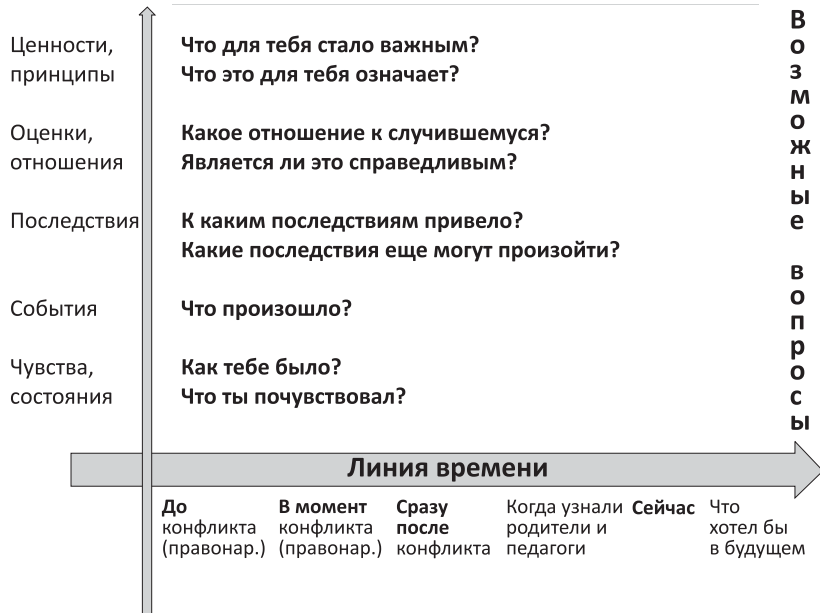 Ценности,
принципы
Что для тебя стало важным?
Что это для тебя означает?
Оценки,
отношения
Какое отношение к случившемуся?
Является ли это справедливым?
Последствия
К каким последствиям привело?
Какие последствия еще могут произойти?
События
Что произошло?
Чувства,
состояния
Как тебе было?
Что ты почувствовал?
Возможные вопросы
Линия времени
До
конфликта
(правонар.)
В момент
конфликта
(правонар.)
Сразу
после
конфликта
Когда узнали
родители и
педагоги
Сейчас
Что
хотел бы
в будущем